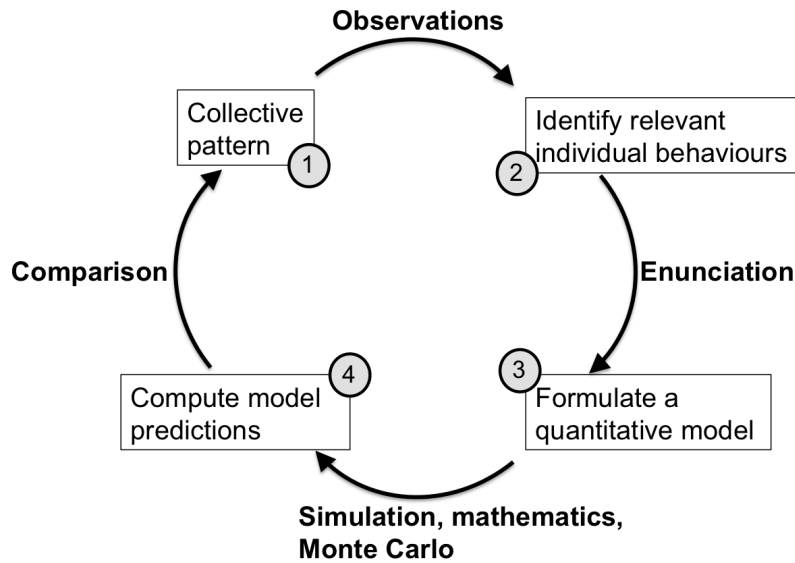 Observations
Collective
pattern
1
Identify relevant
individual behaviours
2
Enunciation
3
Formulate a
quantitative model
Simulation, mathematics,
Monte Carlo
4
Compute model
predictions
Comparison